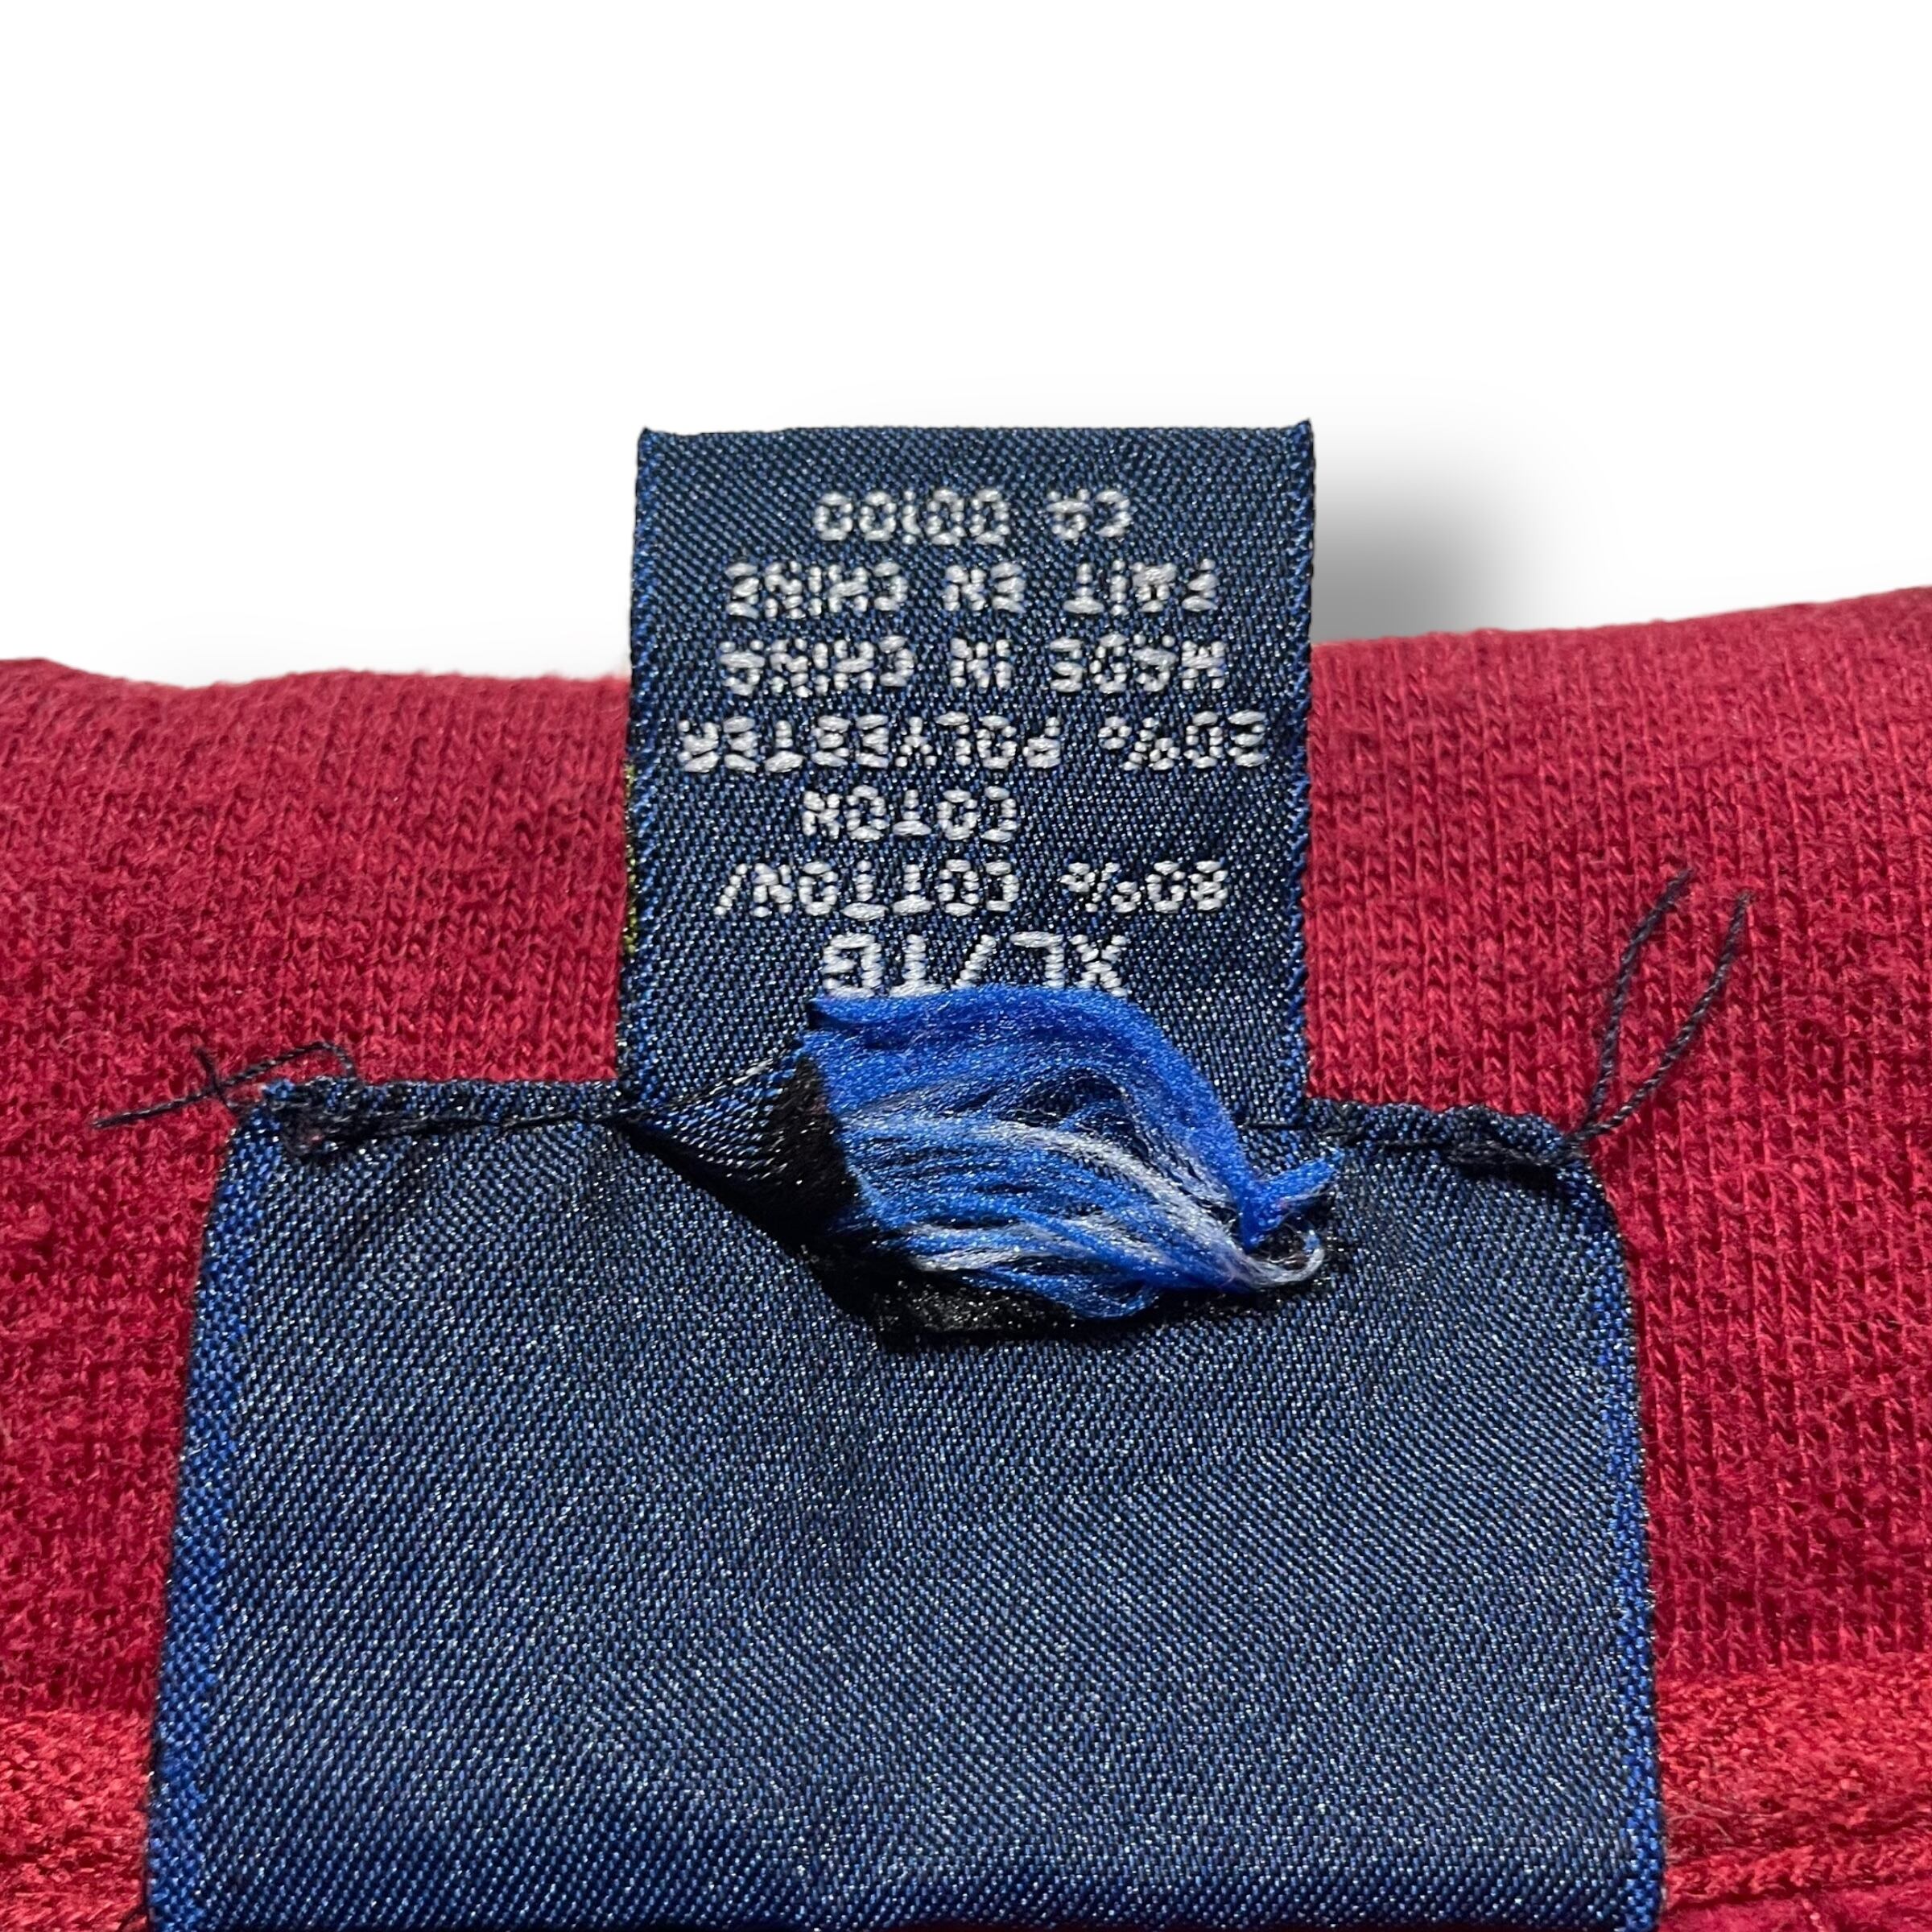 XL/TG
80% COTTON/
COTON
20% POLYESTER
MADE IN CHINA
FAIT EN CHINE
CA 00100